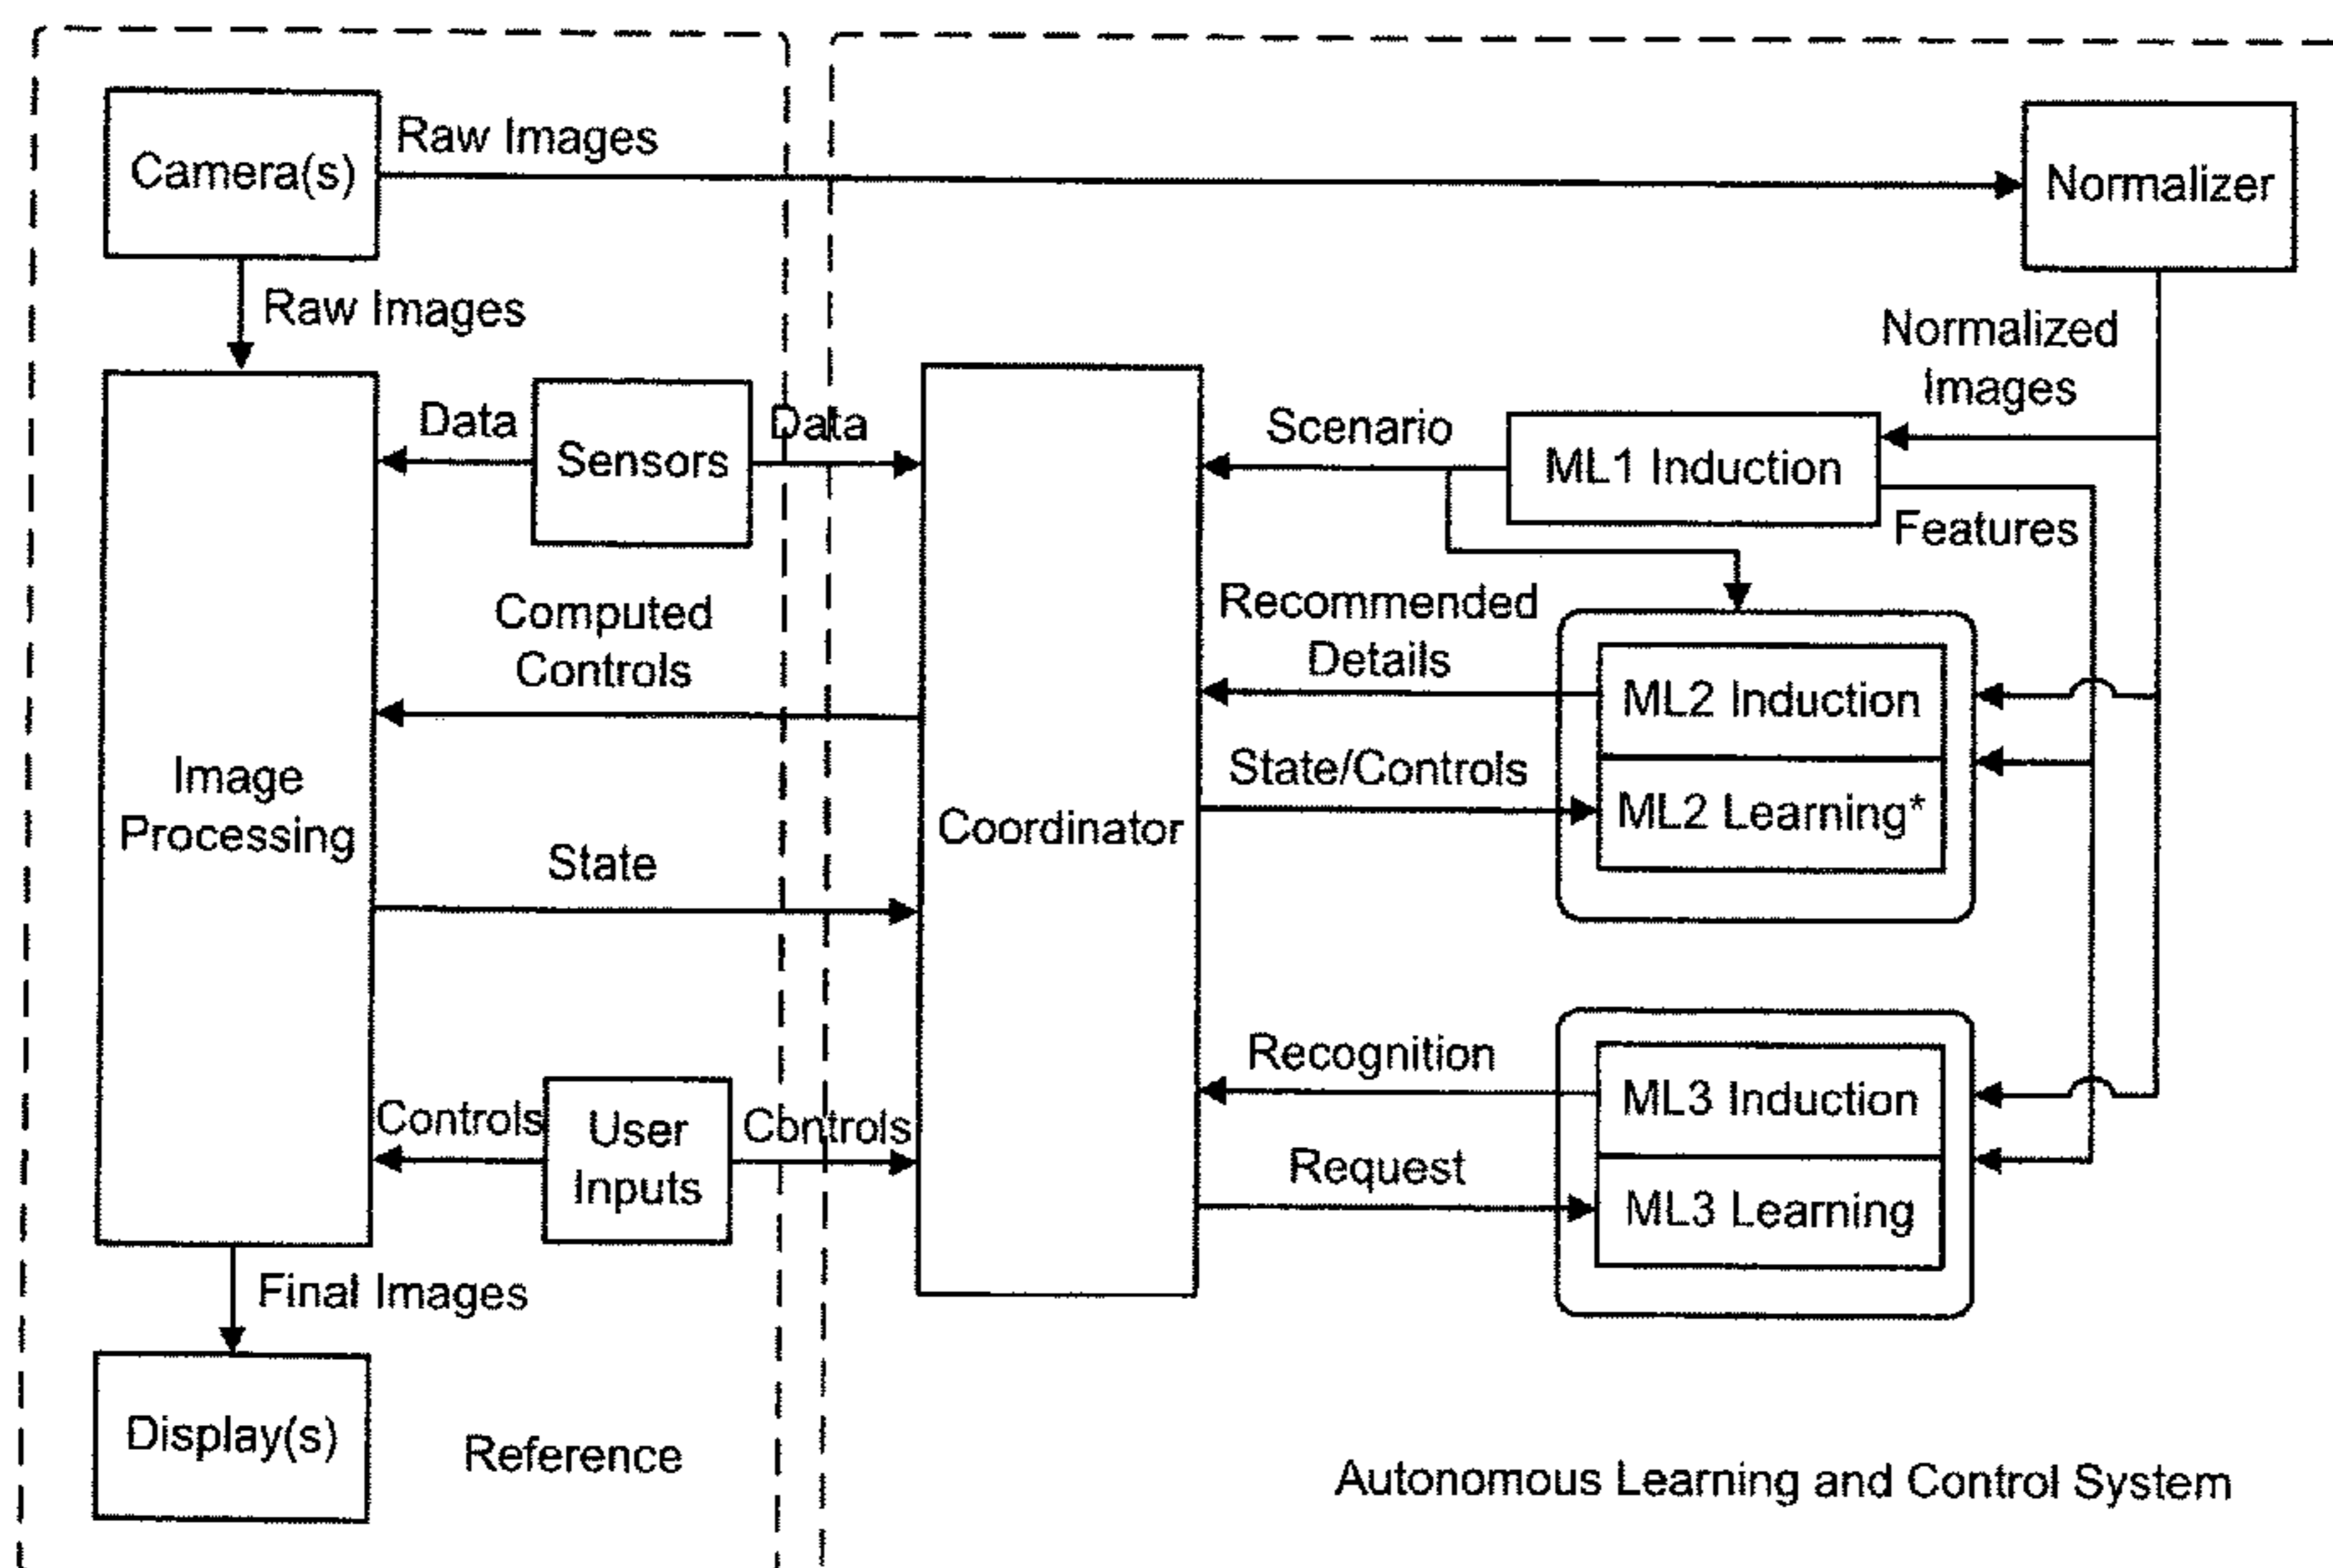 Camera(s)
Raw Images
Normalizer
Raw Images
Normalized
Images
Data
Sensors
Data
Scenario
ML1 Induction
Features
Computed
Controls
Recommended
Details
ML2 Induction
State/Controls
ML2 Learning*
Image
Processing
Coordinator
State
Recognition
ML3 Induction
Controls
User
Inputs
Controls
Request
ML3 Learning
Final Images
Display(s)
Reference
Autonomous Learning and Control System